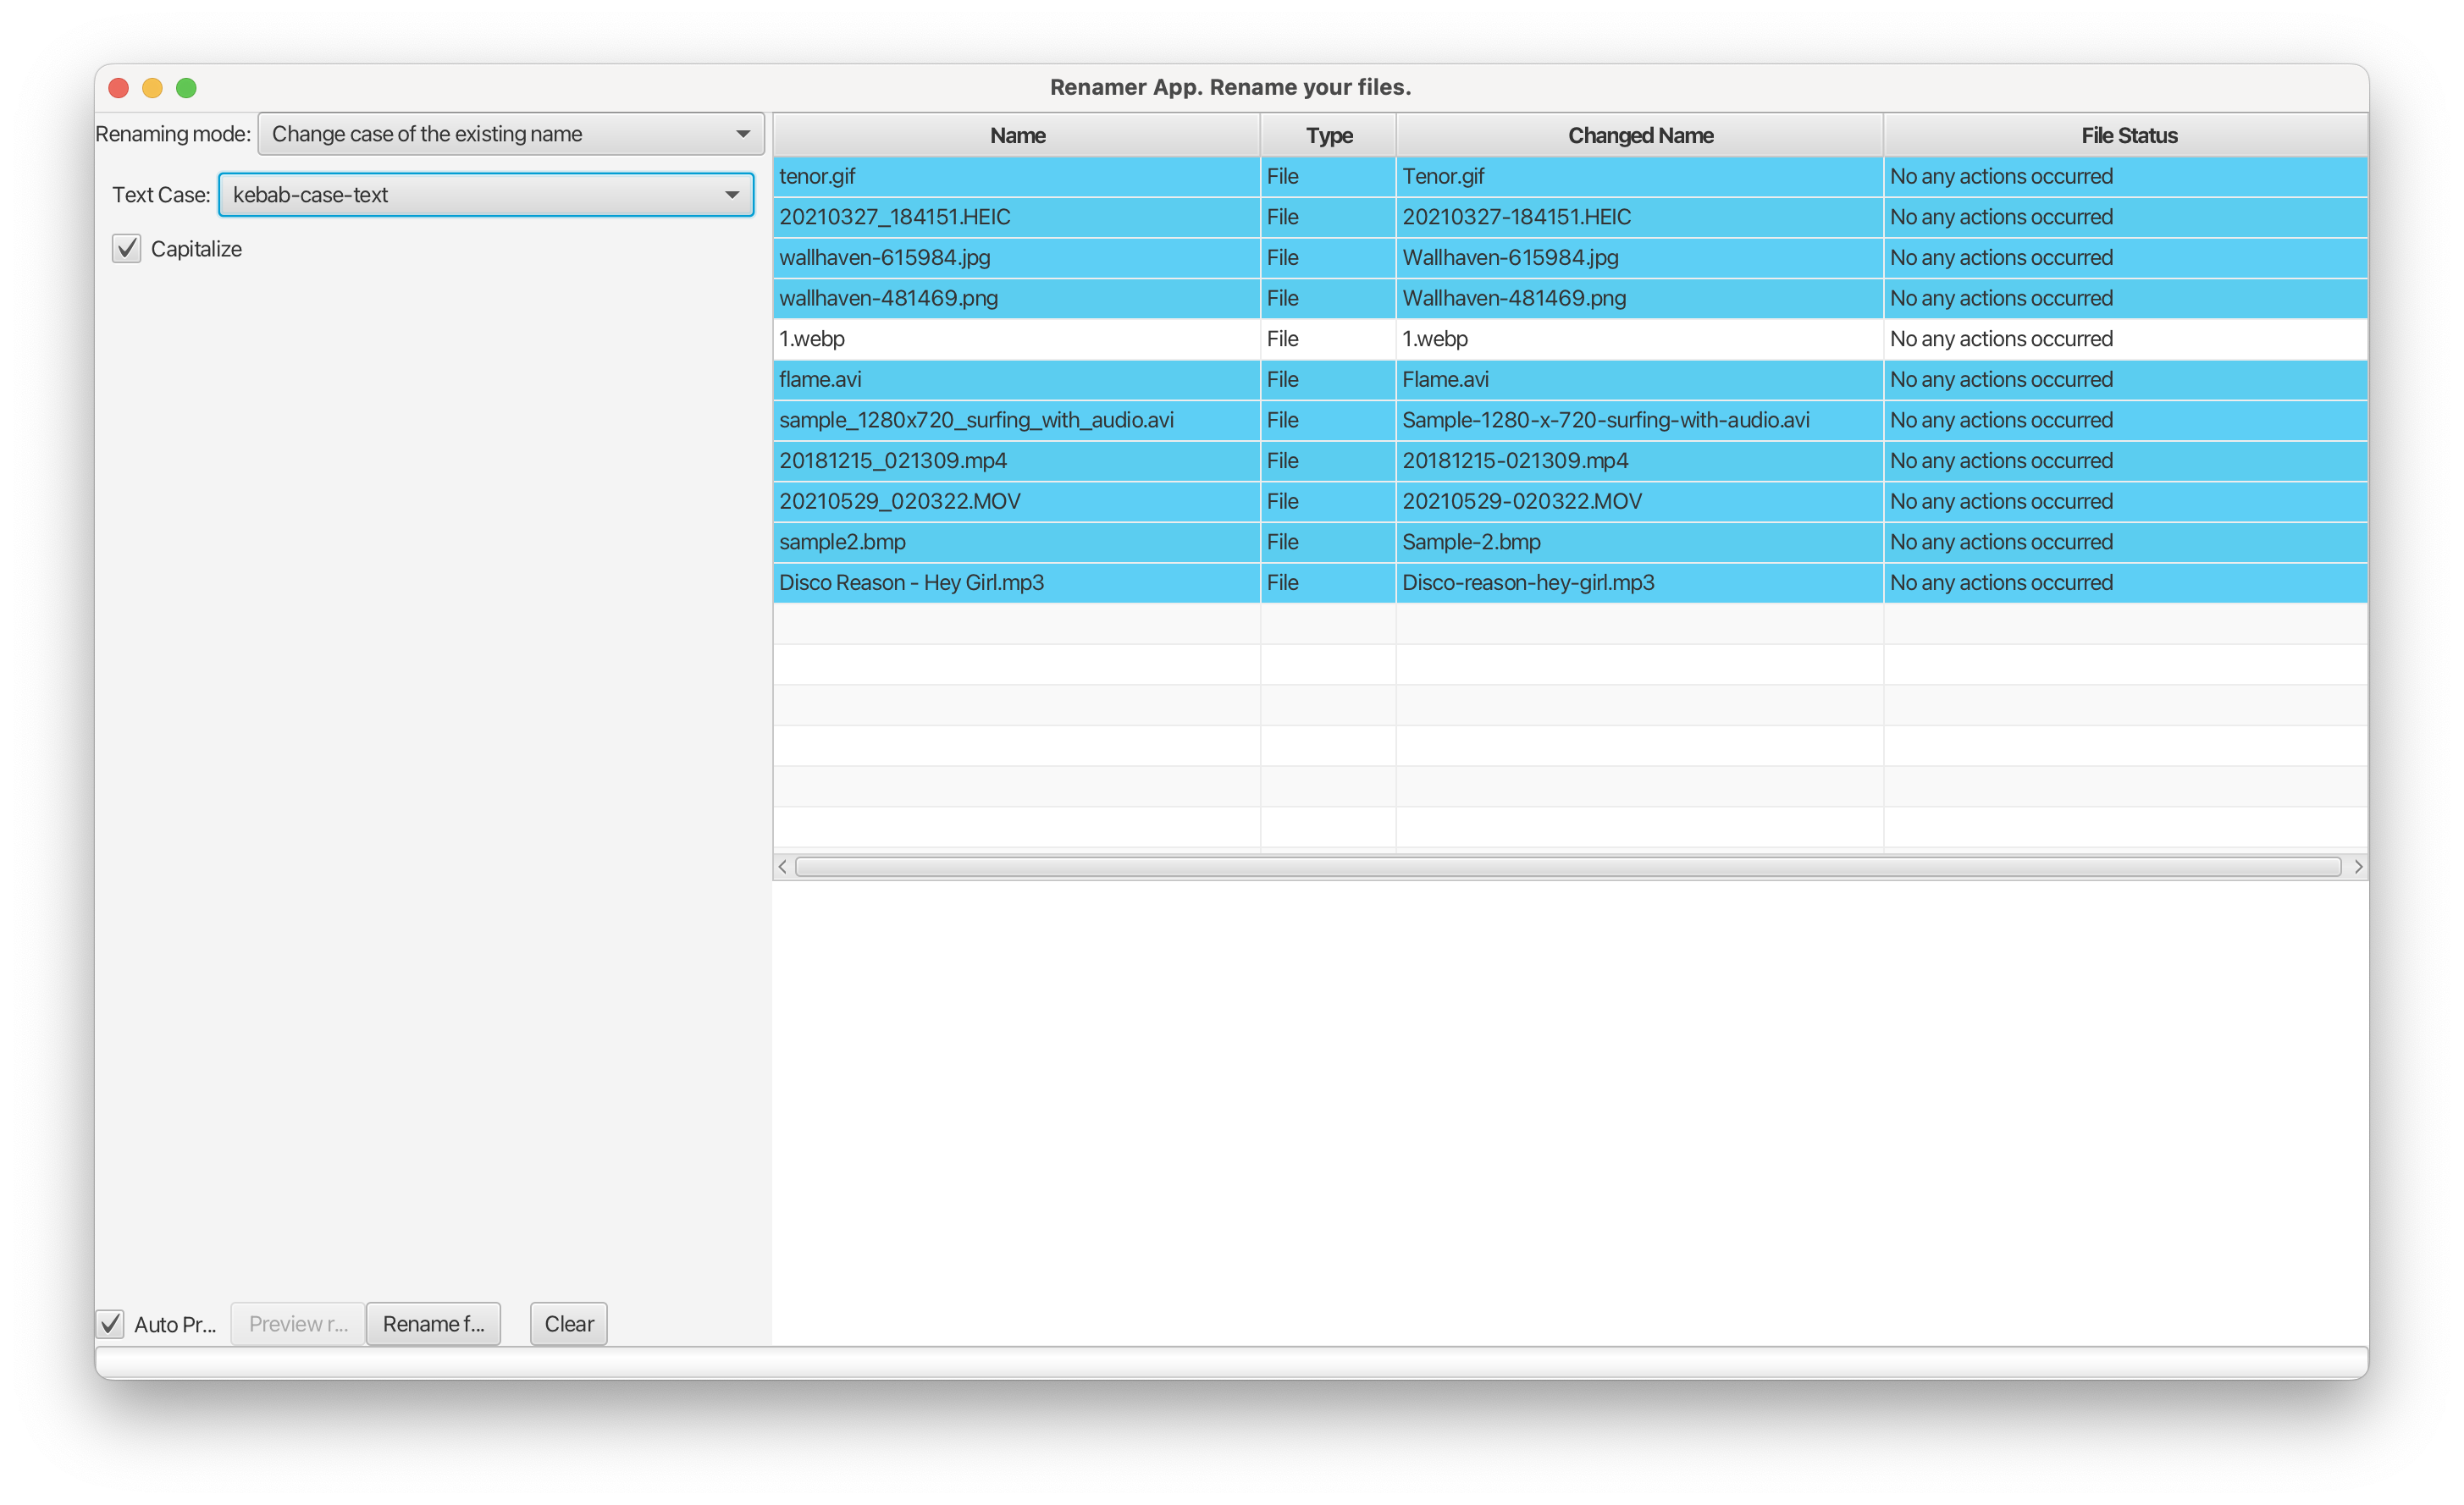 Renamer App. Rename your files.
Renaming mode: Change case of the existing name
Text Case: kebab-case-text
Capitalize
Name Type Changed Name File Status
tenor.gif File Tenor.gif No any actions occurred
20210327_184151.HEIC File 20210327-184151.HEIC No any actions occurred
wallhaven-615984.jpg File Wallhaven-615984.jpg No any actions occurred
wallhaven-481469.png File Wallhaven-481469.png No any actions occurred
1.webp File 1.webp No any actions occurred
flame.avi File Flame.avi No any actions occurred
sample_1280x720_surfing_with_audio.avi File Sample-1280-x-720-surfing-with-audio.avi No any actions occurred
20181215_021309.mp4 File 20181215-021309.mp4 No any actions occurred
20210529_020322.MOV File 20210529-020322.MOV No any actions occurred
sample2.bmp File Sample-2.bmp No any actions occurred
Disco Reason - Hey Girl.mp3 File Disco-reason-hey-girl.mp3 No any actions occurred
Auto Pr... Preview r... Rename f... Clear